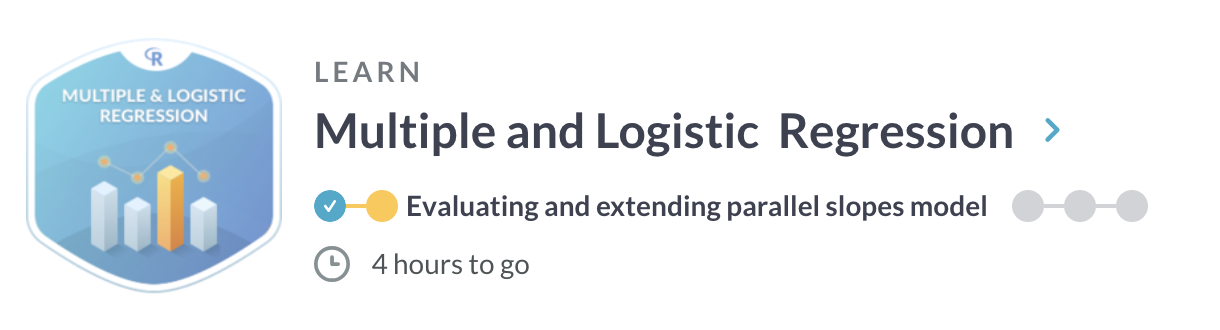 R
MULTIPLE & LOGISTIC
REGRESSION
LEARN
Multiple and Logistic Regression
Evaluating and extending parallel slopes model
4 hours to go